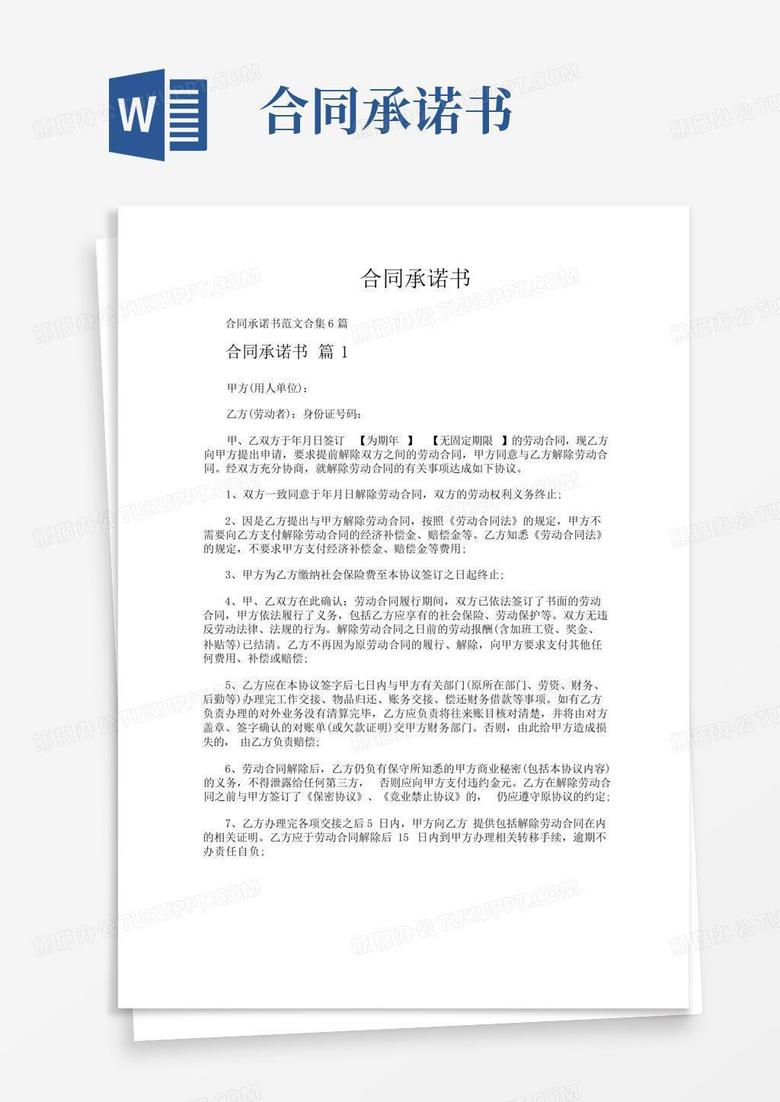 W
合同承诺书
合同承诺书
合同承诺书范文合集6篇
合同承诺书 篇1
甲方(用人单位):
乙方(劳动者): 身份证号码:
甲、乙双方于年月日签订 【为期年 】 【无固定期限 】的劳动合同, 现乙方
向甲方提出申请, 要求提前解除双方之间的劳动合同, 甲方同意与乙方解除劳动合
同。经双方充分协商, 就解除劳动合同的有关事项达成如下协议。
1、双方一致同意于年月日解除劳动合同, 双方的劳动权利义务终止;
2、因是乙方提出与甲方解除劳动合同, 按照《劳动合同法》的规定, 甲方不
需要向乙方支付解除劳动合同的经济补偿金、赔偿金等。乙方知悉《劳动合同法》
的规定, 不要求甲方支付经济补偿金、赔偿金等费用;
3、甲方为乙方缴纳社会保险费至本协议签订之日起终止;
4、甲、乙双方在此确认: 劳动合同履行期间, 双方已依法签订了书面的劳动
合同, 甲方依法履行了义务, 包括乙方应享有的社会保险、劳动保护等。双方无违
反劳动法律、法规的行为。解除劳动合同之日前的劳动报酬(含加班工资、奖金、
补贴等)已结清。乙方不再因为原劳动合同的履行、解除, 向甲方要求支付其他任
何费用、补偿或赔偿;
5、乙方应在本协议签字后七日内与甲方有关部门(原所在部门、劳资、财务、
后勤等)办理完工作交接、物品归还、账务交接、偿还财务借款等事项。如有乙方
负责办理的对外业务没有清算完毕, 乙方应负责将往来账目核对清楚, 并将由对方
盖章、签字确认的对账单(或欠款证明)交甲方财务部门。否则, 由此给甲方造成损
失的, 由乙方负责赔偿;
6、劳动合同解除后, 乙方仍负有保守所知悉的甲方商业秘密(包括本协议内容)
的义务, 不得泄露给任何第三方, 否则应向甲方支付违约金元。乙方在解除劳动合
同之前与甲方签订了《保密协议》、《竞业禁止协议》的, 仍应遵守原协议的约定;
7、乙方办理完各项交接之后5 日内, 甲方向乙方 提供包括解除劳动合同在内
的相关证明。乙方应于劳动合同解除后 15 日内到甲方办理相关转移手续, 逾期不
办责任自负;
熊猫办公 TUKUPPT.COM